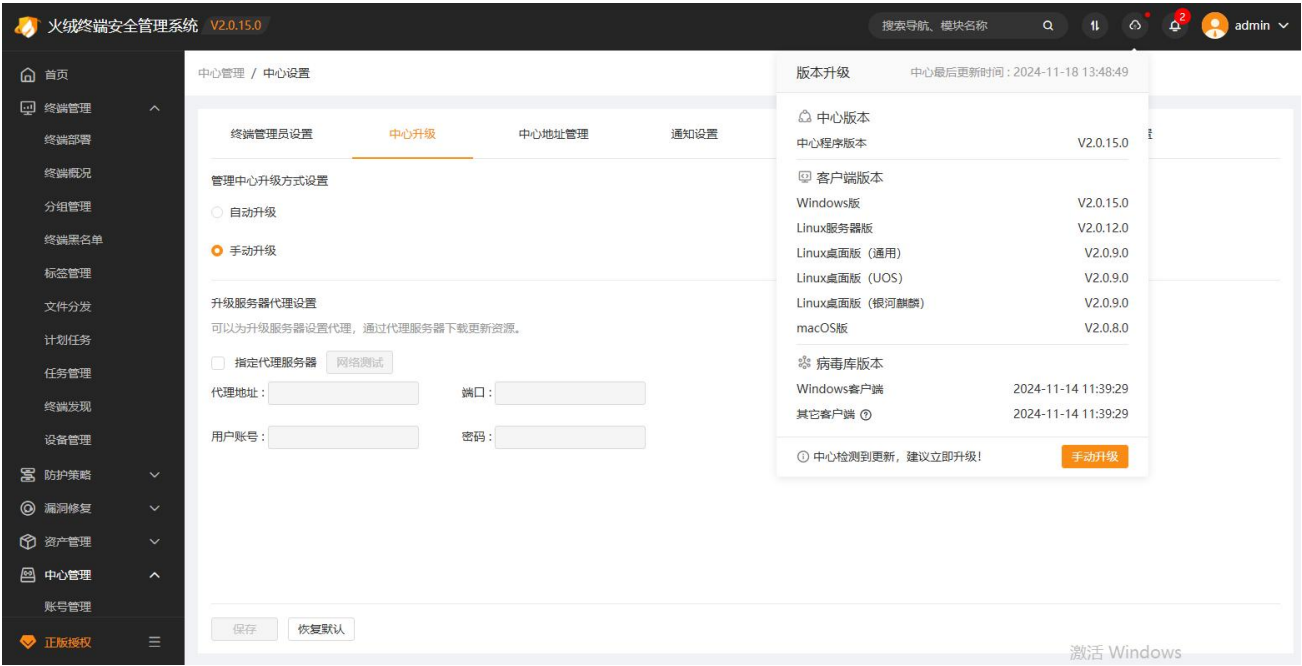 火绒终端安全管理系统 V2.0.15.0
搜索导航、模块名称
2
admin
首页
终端管理
终端部署
终端概况
分组管理
终端黑名单
标签管理
文件分发
计划任务
任务管理
终端发现
设备管理
防护策略
漏洞修复
资产管理
中心管理
账号管理
正版授权
中心管理 / 中心设置
终端管理员设置 中心升级 中心地址管理 通知设置
管理中心升级方式设置
自动升级
手动升级
升级服务器代理设置
可以为升级服务器设置代理，通过代理服务器下载更新资源。
指定代理服务器 网络测试
代理地址： 端口：
用户账号： 密码：
保存 恢复默认
版本升级 中心最后更新时间：2024-11-18 13:48:49
中心版本
中心程序版本 V2.0.15.0
客户端版本
Windows版 V2.0.15.0
Linux服务器版 V2.0.12.0
Linux桌面版（通用） V2.0.9.0
Linux桌面版（UOS） V2.0.9.0
Linux桌面版（银河麒麟） V2.0.9.0
macOS版 V2.0.8.0
病毒库版本
Windows客户端 2024-11-14 11:39:29
其它客户端 2024-11-14 11:39:29
中心检测到更新，建议立即升级！ 手动升级
激活 Windows